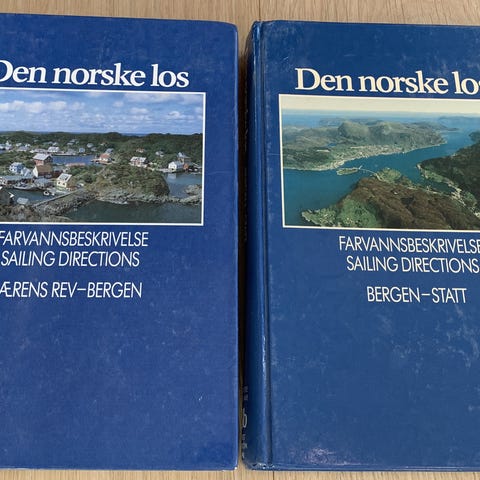 Den norske los
FARVANNSBESKRIVELSE
SAILING DIRECTIONS
ÆRENS REV–BERGEN
Den norske los
FARVANNSBESKRIVELSE
SAILING DIRECTIONS
BERGEN–STATT